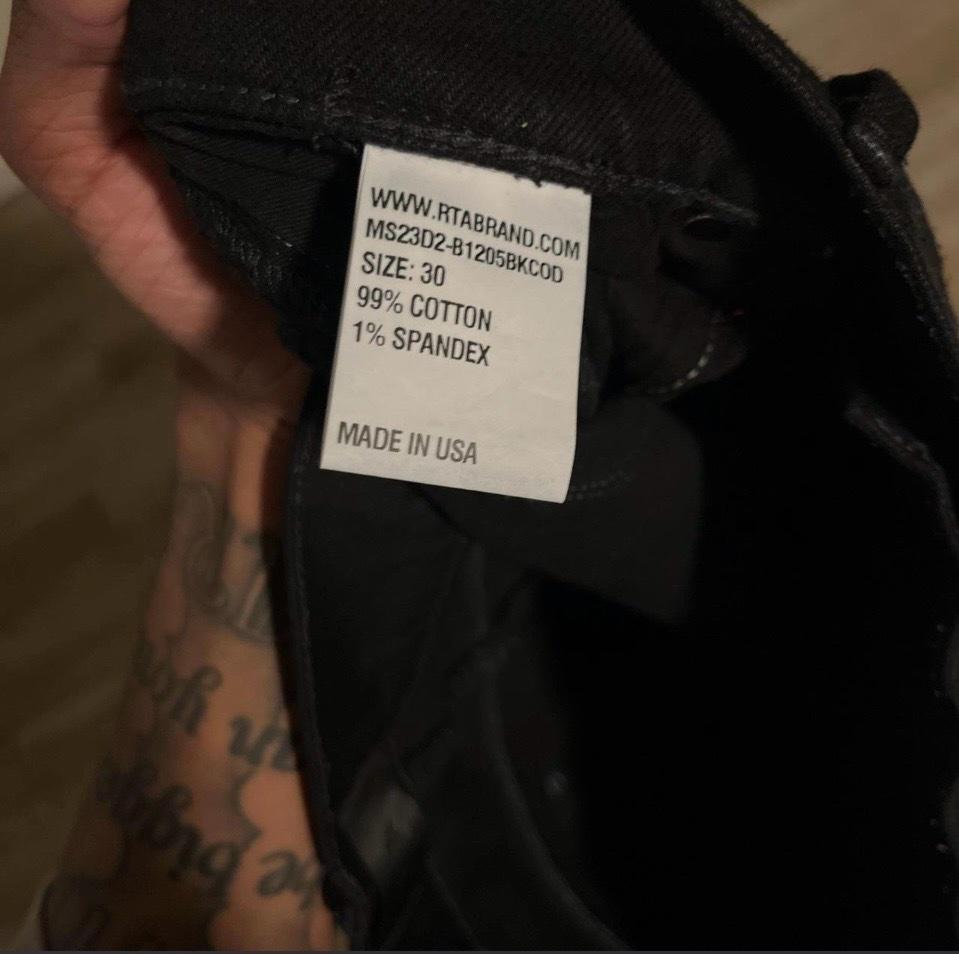 WWW.RTABRAND.COM
MS23D2-B1205BKCOD
SIZE: 30
99% COTTON
1% SPANDEX
MADE IN USA